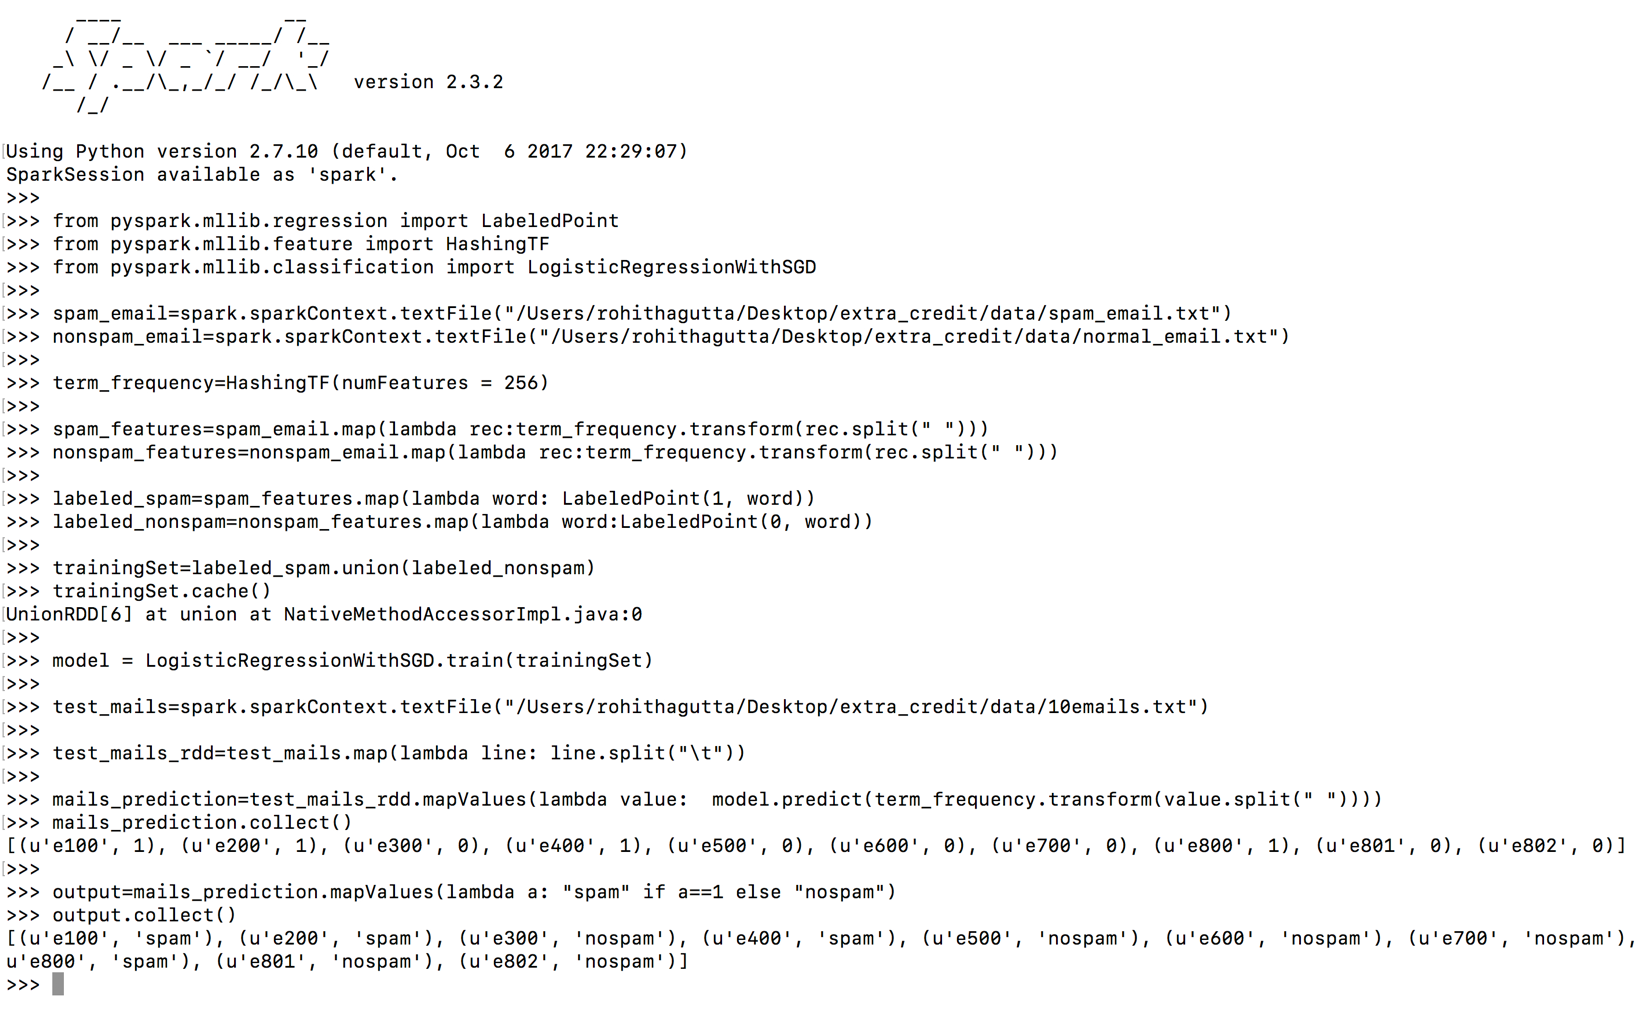 ____              __
     / __/__  ___ _____/ /__
    _\ \/ _ \/ _ `/ __/  '_/
   /__ / .__/\_,_/_/ /_/\_\   version 2.3.2
      /_/
Using Python version 2.7.10 (default, Oct  6 2017 22:29:07)
SparkSession available as 'spark'.
>>>
>>> from pyspark.mllib.regression import LabeledPoint
>>> from pyspark.mllib.feature import HashingTF
>>> from pyspark.mllib.classification import LogisticRegressionWithSGD
>>>
>>> spam_email=spark.sparkContext.textFile("/Users/rohithagutta/Desktop/extra_credit/data/spam_email.txt")
>>> nonspam_email=spark.sparkContext.textFile("/Users/rohithagutta/Desktop/extra_credit/data/normal_email.txt")
>>>
>>> term_frequency=HashingTF(numFeatures = 256)
>>>
>>> spam_features=spam_email.map(lambda rec:term_frequency.transform(rec.split(" ")))
>>> nonspam_features=nonspam_email.map(lambda rec:term_frequency.transform(rec.split(" ")))
>>>
>>> labeled_spam=spam_features.map(lambda word: LabeledPoint(1, word))
>>> labeled_nonspam=nonspam_features.map(lambda word:LabeledPoint(0, word))
>>>
>>> trainingSet=labeled_spam.union(labeled_nonspam)
>>> trainingSet.cache()
UnionRDD[6] at union at NativeMethodAccessorImpl.java:0
>>>
>>> model = LogisticRegressionWithSGD.train(trainingSet)
>>>
>>> test_mails=spark.sparkContext.textFile("/Users/rohithagutta/Desktop/extra_credit/data/10emails.txt")
>>>
>>> test_mails_rdd=test_mails.map(lambda line: line.split("\t"))
>>>
>>> mails_prediction=test_mails_rdd.mapValues(lambda value:  model.predict(term_frequency.transform(value.split(" "))))
>>> mails_prediction.collect()
[(u'e100', 1), (u'e200', 1), (u'e300', 0), (u'e400', 1), (u'e500', 0), (u'e600', 0), (u'e700', 0), (u'e800', 1), (u'e801', 0), (u'e802', 0)]
>>>
>>> output=mails_prediction.mapValues(lambda a: "spam" if a==1 else "nospam")
>>> output.collect()
[(u'e100', 'spam'), (u'e200', 'spam'), (u'e300', 'nospam'), (u'e400', 'spam'), (u'e500', 'nospam'), (u'e600', 'nospam'), (u'e700', 'nospam'),
u'e800', 'spam'), (u'e801', 'nospam'), (u'e802', 'nospam')]
>>>